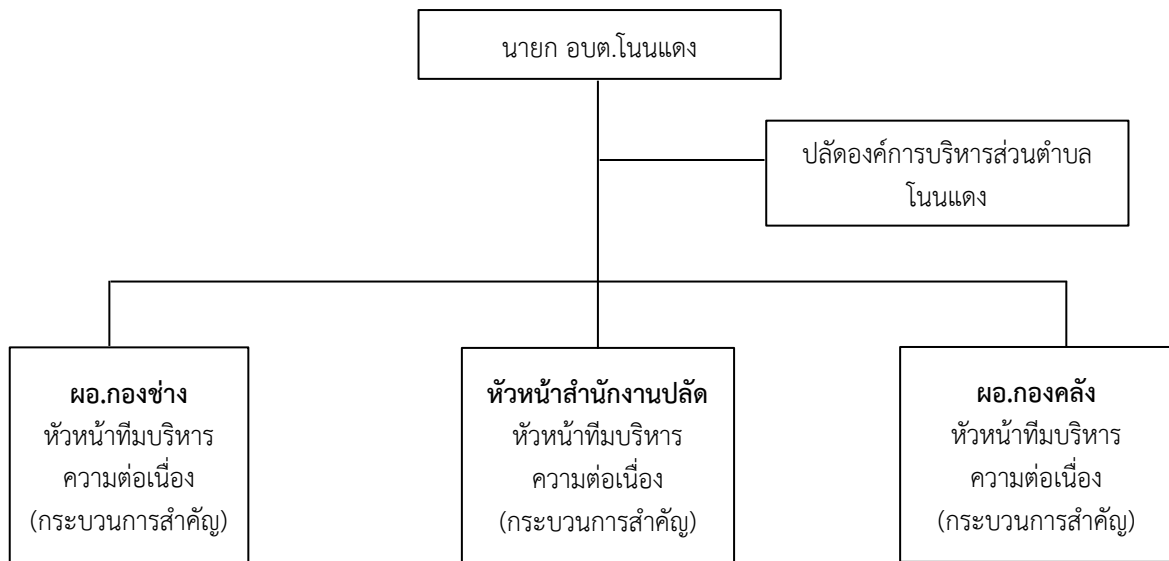 นายก อบต.โนนแดง
ปลัดองค์การบริหารส่วนตำบล
โนนแดง
ผอ.กองช่าง
หัวหน้าทีมบริหาร
ความต่อเนื่อง
(กระบวนการสำคัญ)
หัวหน้าสำนักงานปลัด
หัวหน้าทีมบริหาร
ความต่อเนื่อง
(กระบวนการสำคัญ)
ผอ.กองคลัง
หัวหน้าทีมบริหาร
ความต่อเนื่อง
(กระบวนการสำคัญ)